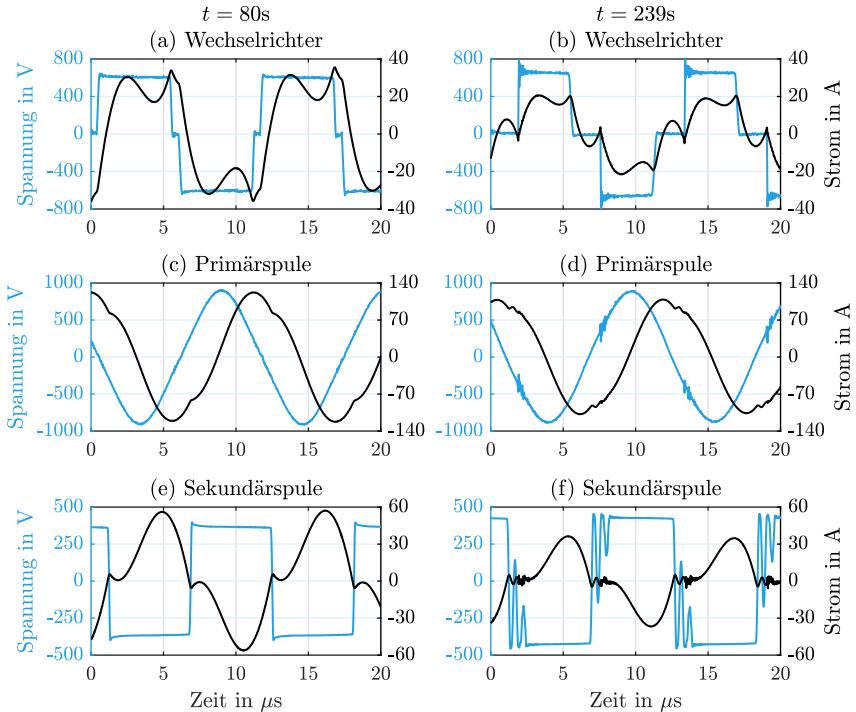 t = 80s
t = 239s
(a) Wechselrichter
(b) Wechselrichter
Spannung in V
800
400
0
-400
-800
40
20
0
-20
-40
0 5 10 15 20
800
400
0
-400
-800
40
20
0
-20
-40
Strom in A
0 5 10 15 20
(c) Primärspule
(d) Primärspule
Spannung in V
1000
500
0
-500
-1000
140
70
0
-70
-140
0 5 10 15 20
1000
500
0
-500
-1000
140
70
0
-70
-140
Strom in A
0 5 10 15 20
(e) Sekundärspule
(f) Sekundärspule
Spannung in V
500
250
0
-250
-500
60
30
0
-30
-60
0 5 10 15 20
Zeit in μs
500
250
0
-250
-500
60
30
0
-30
-60
Strom in A
0 5 10 15 20
Zeit in μs